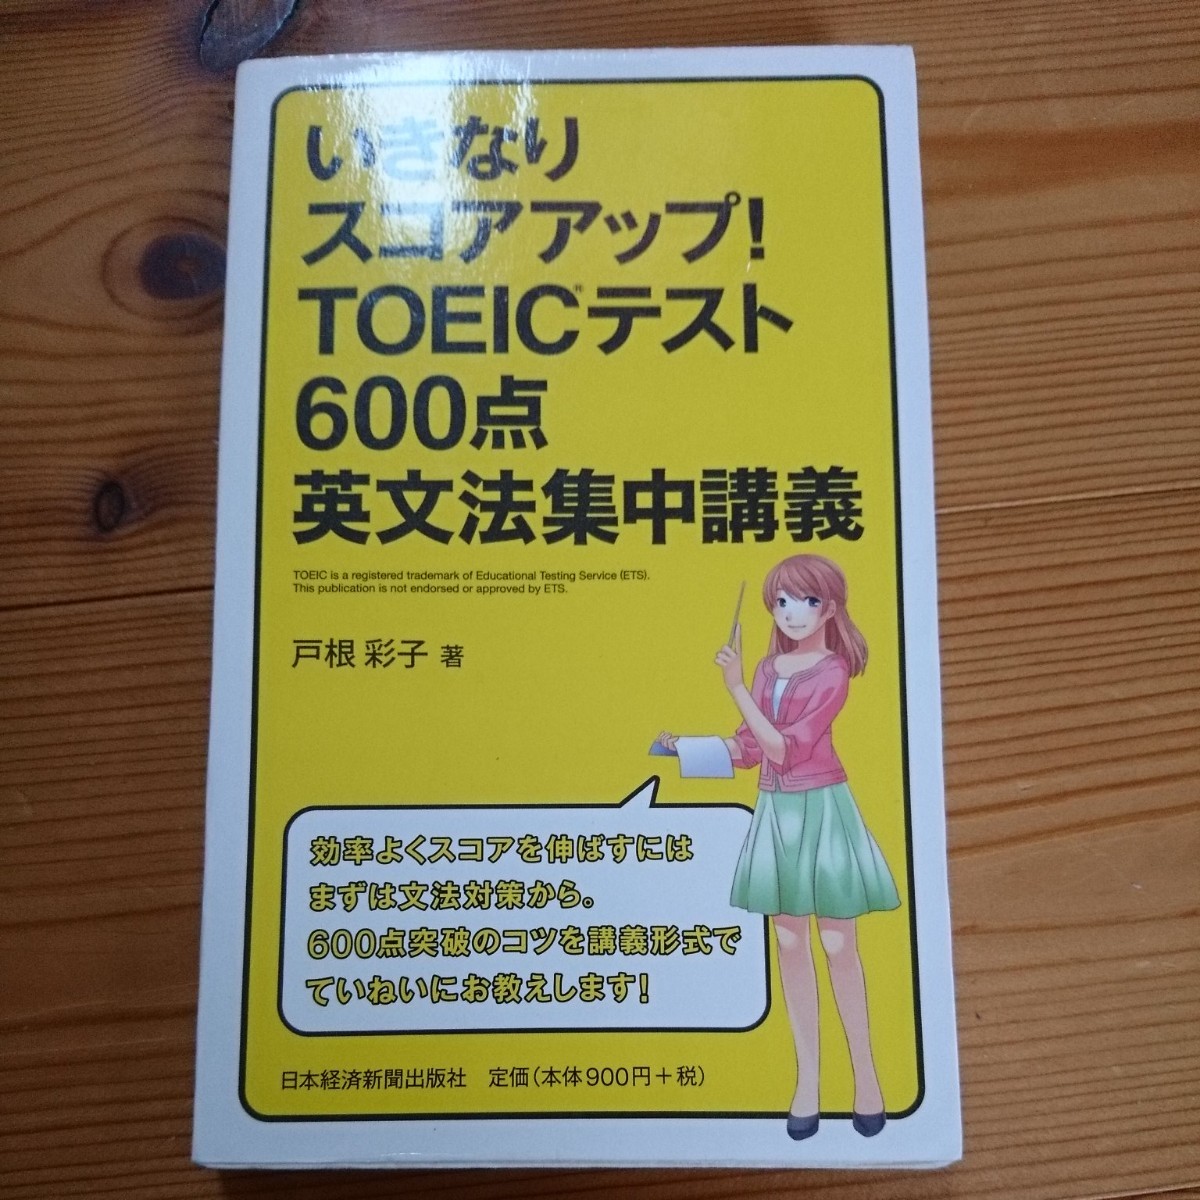 いきなり
スコアアップ!
TOEIC®テスト
600点
英文法集中講義
TOEIC is a registered trademark of Educational Testing Service (ETS).
This publication is not endorsed or approved by ETS.
戸根 彩子 著
効率よくスコアを伸ばすには
まずは文法対策から。
600点突破のコツを講義形式で
ていねいにお教えします!
日本経済新聞出版社 定価(本体900円+税)